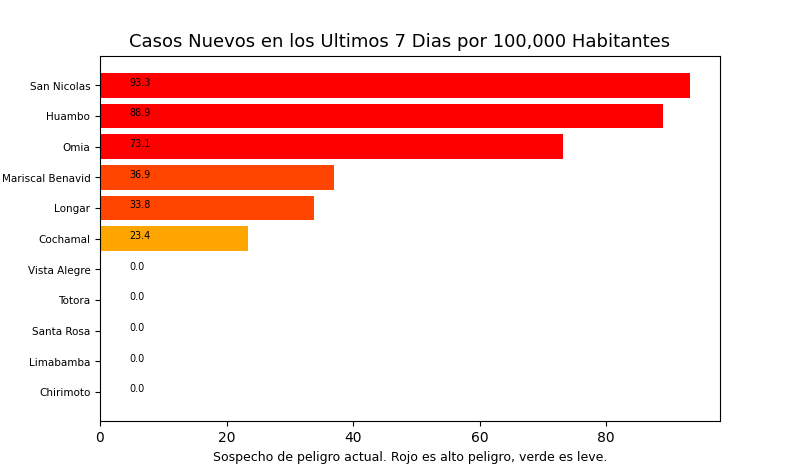 Casos Nuevos en los Ultimos 7 Dias por 100,000 Habitantes
San Nicolas 93.3
Huambo 88.9
Omia 73.1
Mariscal Benavid 36.9
Longar 33.8
Cochamal 23.4
Vista Alegre 0.0
Totora 0.0
Santa Rosa 0.0
Limabamba 0.0
Chirimoto 0.0
0 20 40 60 80
Sospecho de peligro actual. Rojo es alto peligro, verde es leve.